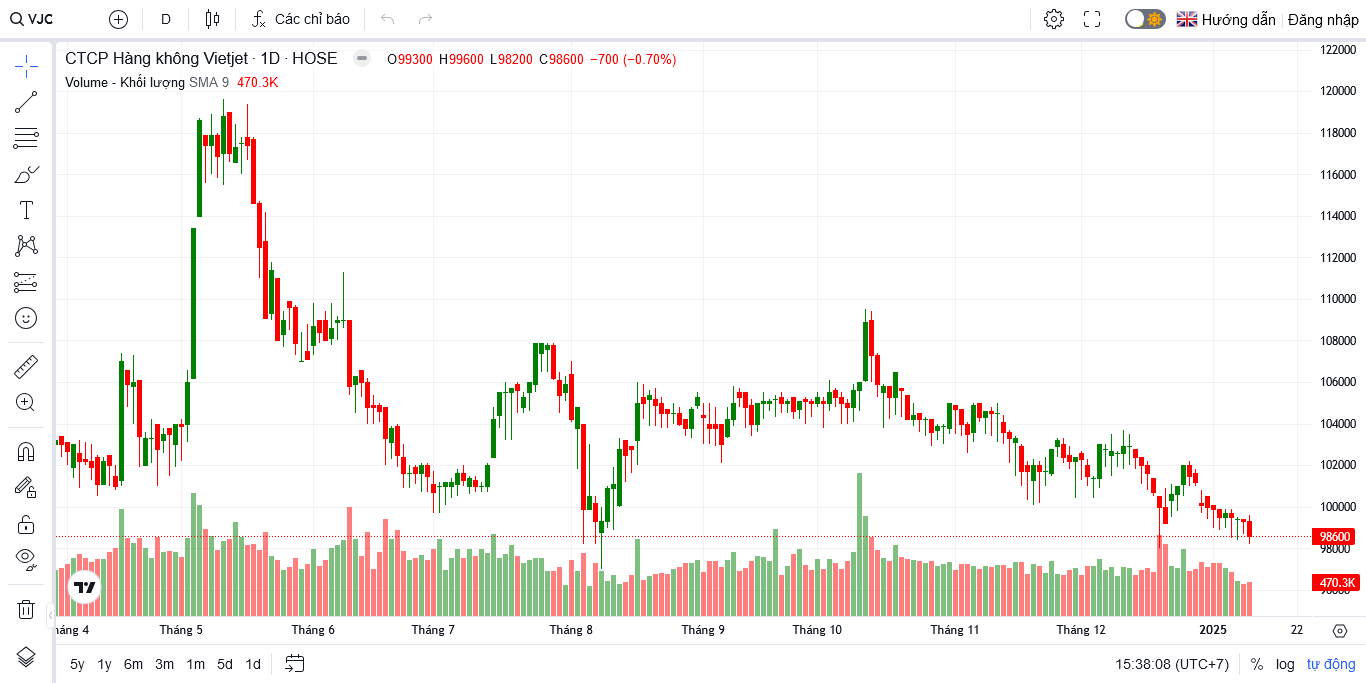 VJC D Các chỉ báo Hướng dẫn Đăng nhập
CTCP Hàng không Vietjet · 1D · HOSE O99300 H99600 L98200 C98600 −700 (−0.70%)
Volume - Khối lượng SMA 9 470.3K
122000
120000
118000
116000
114000
112000
110000
108000
106000
104000
102000
100000
98600
98000
470.3K
háng 4 Tháng 5 Tháng 6 Tháng 7 Tháng 8 Tháng 9 Tháng 10 Tháng 11 Tháng 12 2025 22
5y 1y 6m 3m 1m 5d 1d 15:38:08 (UTC+7) % log tự động